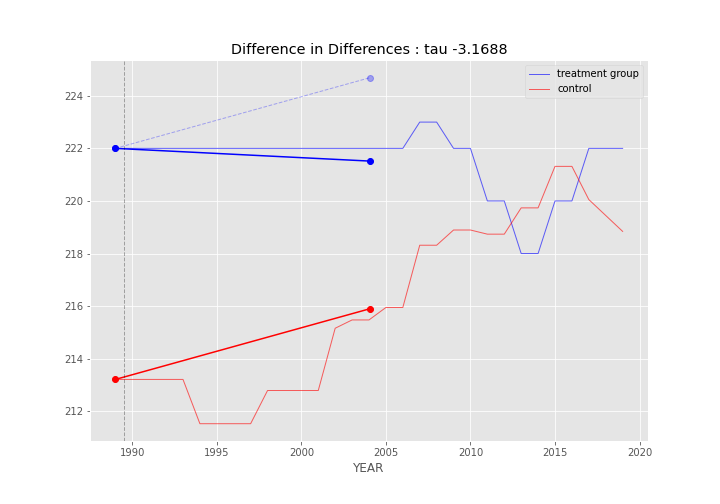 Difference in Differences : tau -3.1688
treatment group
control
224
222
220
218
216
214
212
1990 1995 2000 2005 2010 2015 2020
YEAR